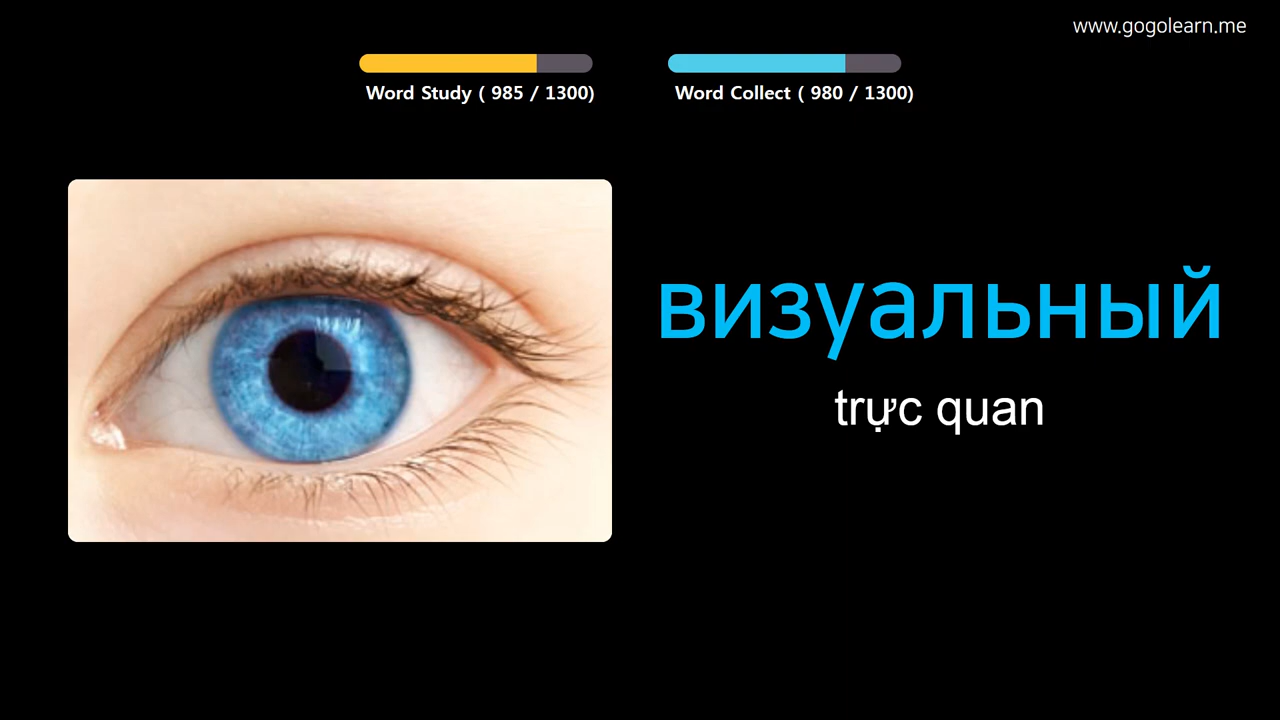 www.gogolearn.me
Word Study ( 985 / 1300)
Word Collect ( 980 / 1300)
визуальный
trực quan